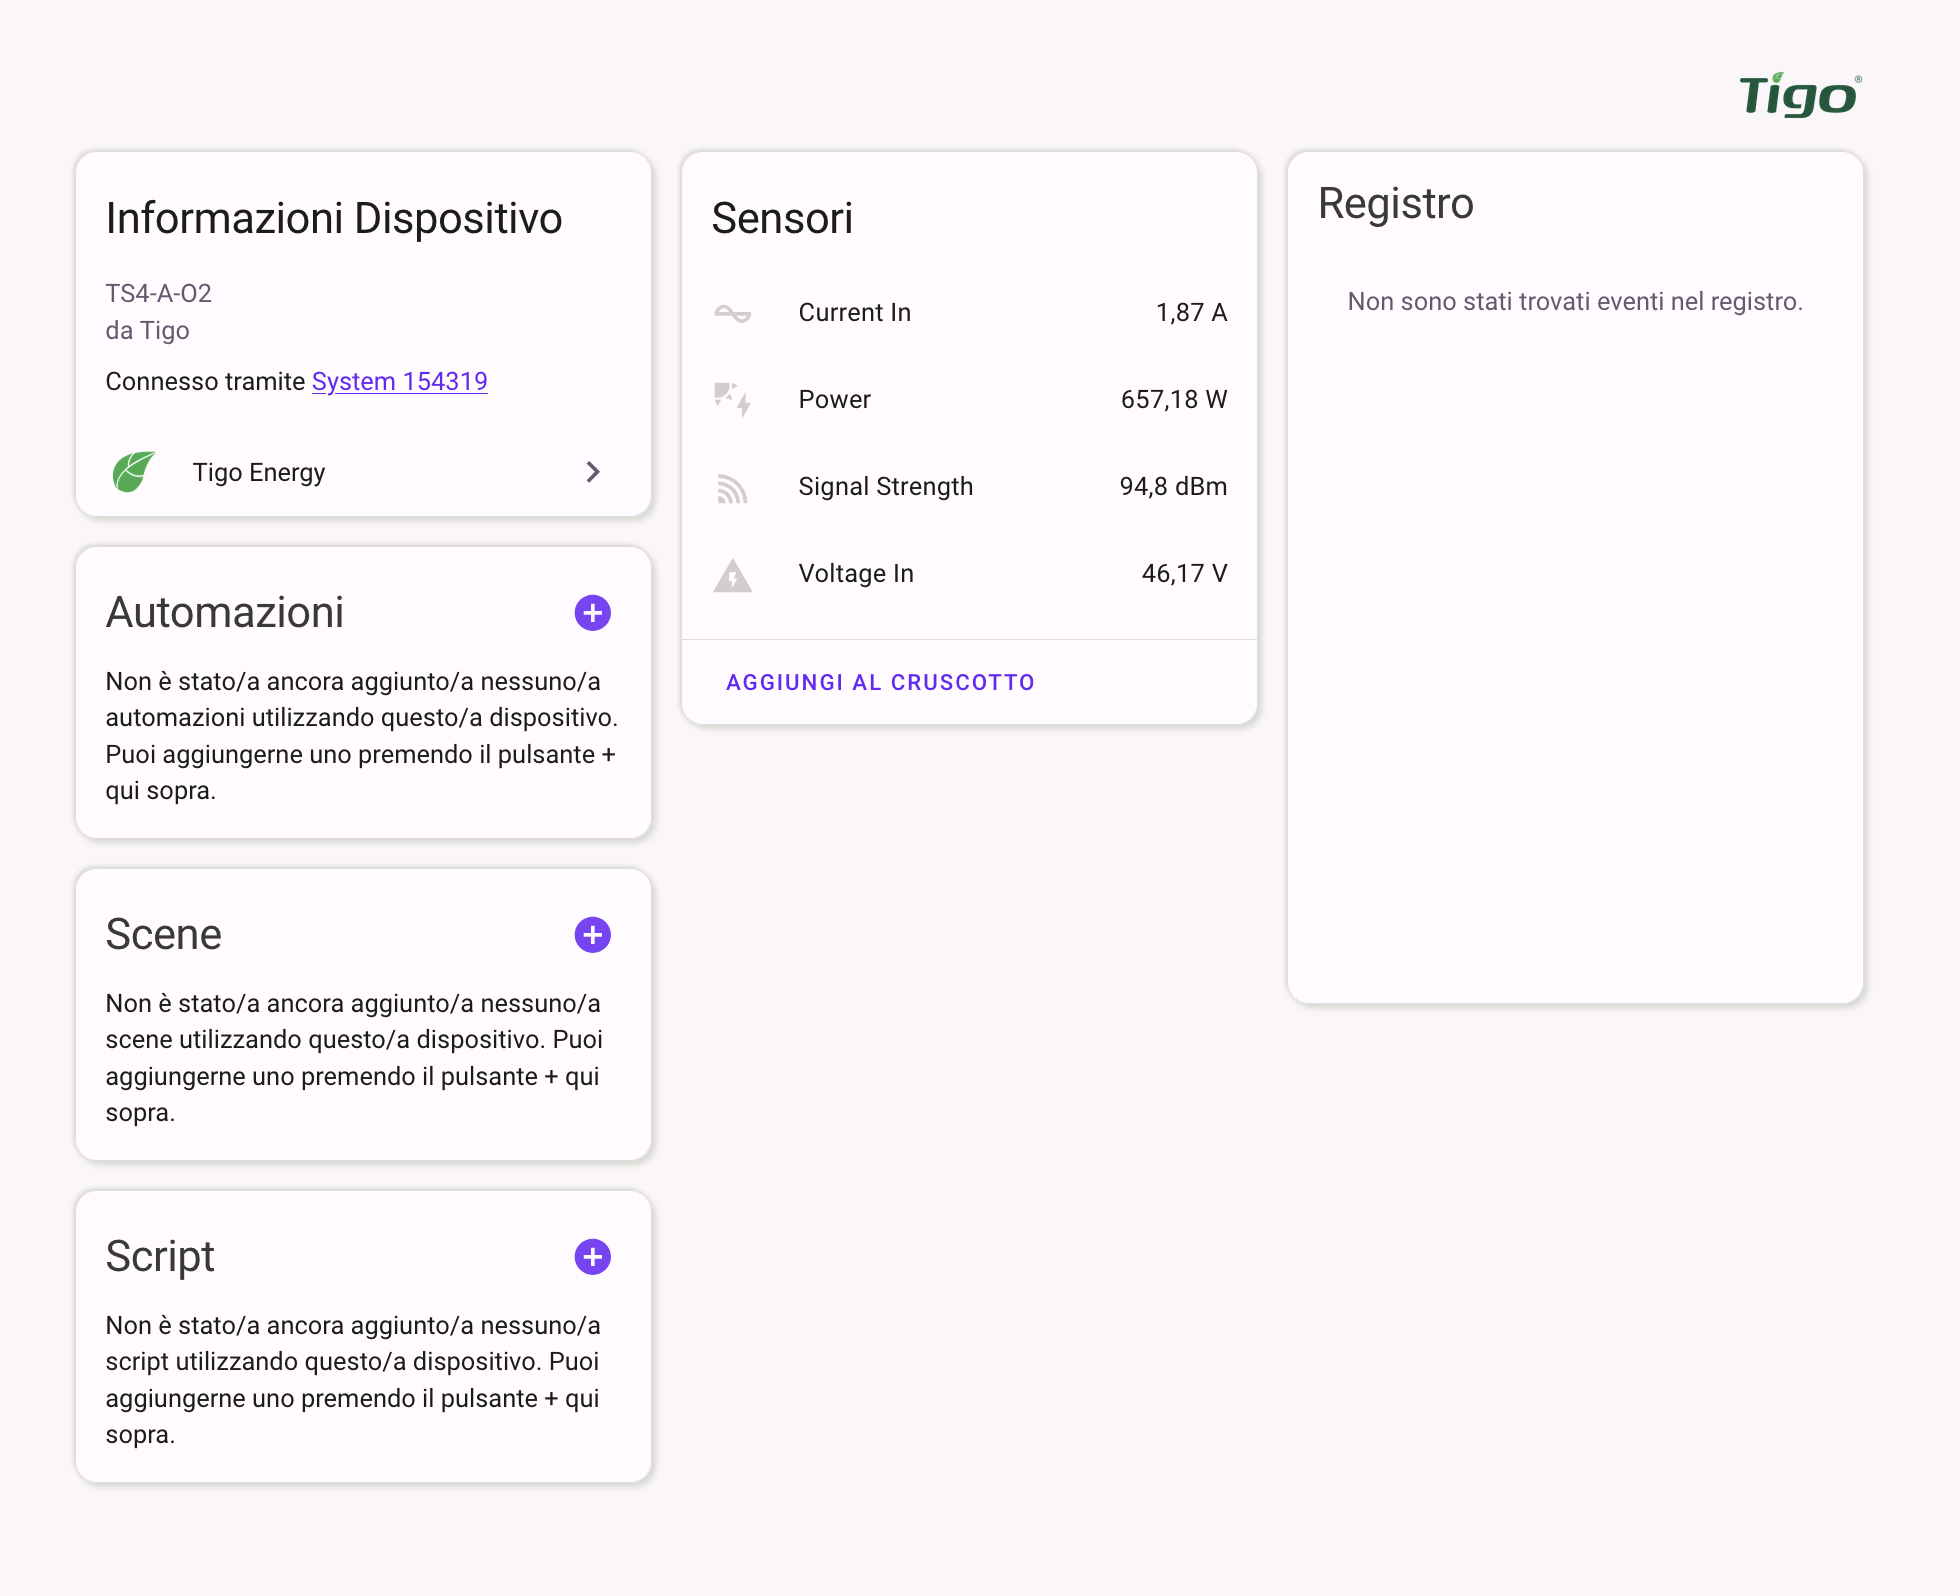 Tigo®
Informazioni Dispositivo
TS4-A-O2
da Tigo
Connesso tramite System 154319
Tigo Energy
Automazioni
Non è stato/a ancora aggiunto/a nessuno/a
automazioni utilizzando questo/a dispositivo.
Puoi aggiungerne uno premendo il pulsante +
qui sopra.
Scene
Non è stato/a ancora aggiunto/a nessuno/a
scene utilizzando questo/a dispositivo. Puoi
aggiungerne uno premendo il pulsante + qui
sopra.
Script
Non è stato/a ancora aggiunto/a nessuno/a
script utilizzando questo/a dispositivo. Puoi
aggiungerne uno premendo il pulsante + qui
sopra.
Sensori
Current In 1,87 A
Power 657,18 W
Signal Strength 94,8 dBm
Voltage In 46,17 V
AGGIUNGI AL CRUSCOTTO
Registro
Non sono stati trovati eventi nel registro.